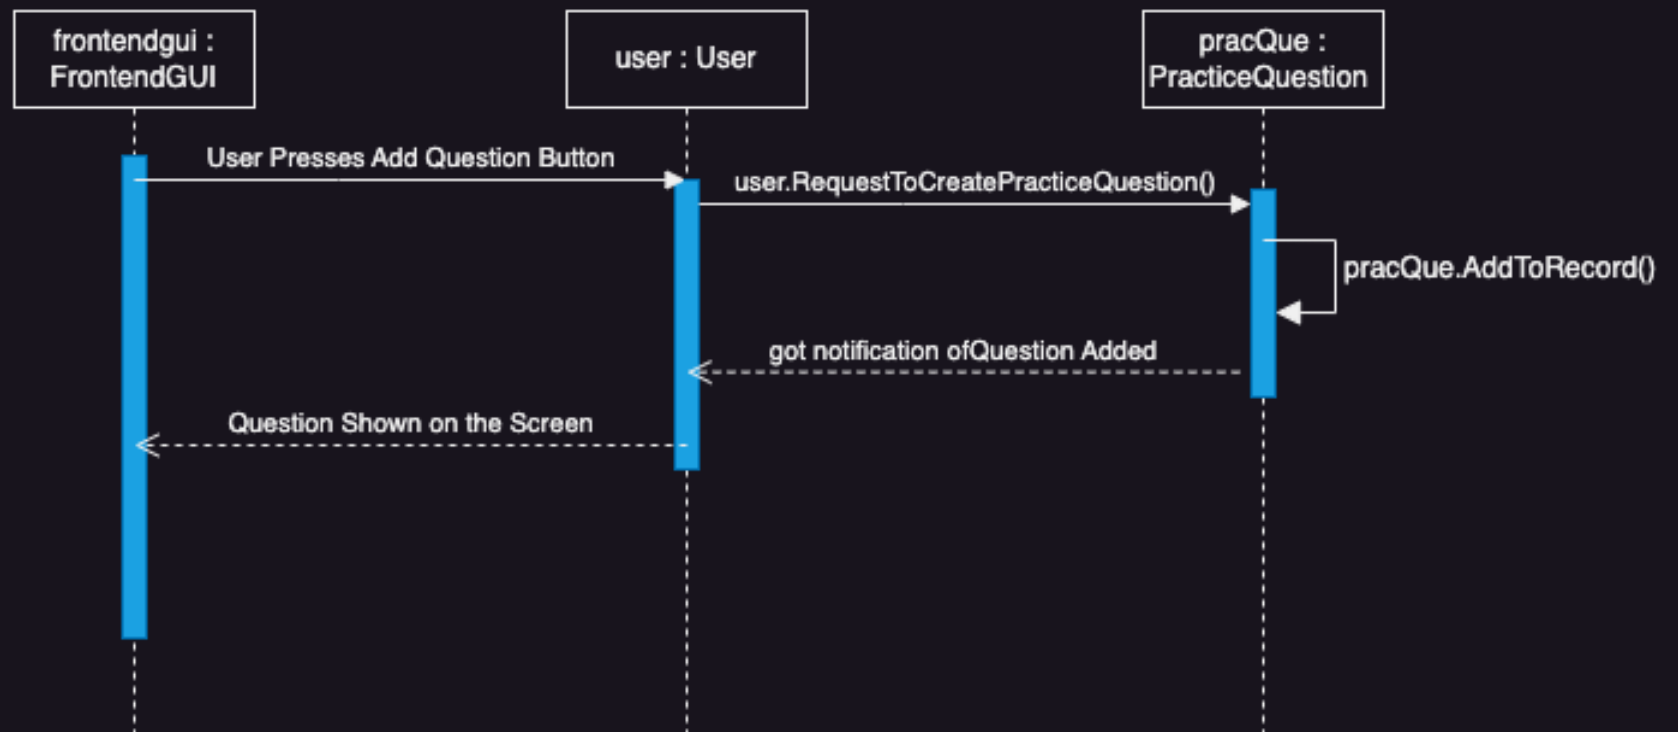 frontendgui :
FrontendGUI
user : User
pracQue :
PracticeQuestion
User Presses Add Question Button
user.RequestToCreatePracticeQuestion()
pracQue.AddToRecord()
got notification ofQuestion Added
Question Shown on the Screen